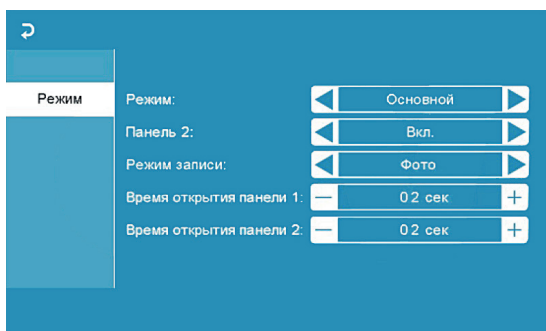 Режим
Режим: Основной
Панель 2: Вкл.
Режим записи: Фото
Время открытия панели 1: — 02 сек +
Время открытия панели 2: — 02 сек +